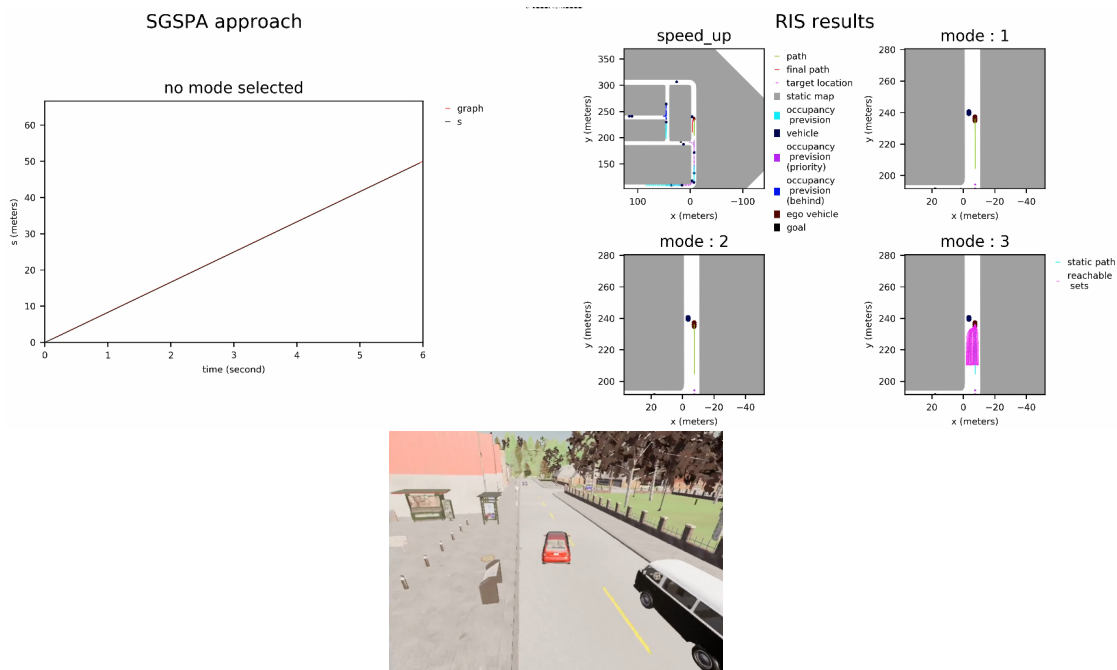 SGSPA approach
no mode selected
graph
s
60
50
40
30
20
10
0
0 1 2 3 4 5 6
s (meters)
time (second)
RIS results
speed_up
350
300
250
200
150
100 0 −100
y (meters)
x (meters)
path
final path
target location
static map
occupancy
prevision
vehicle
occupancy
prevision
(priority)
occupancy
prevision
(behind)
ego vehicle
goal
mode : 1
280
260
240
220
200
20 0 −20 −40
y (meters)
x (meters)
mode : 2
280
260
240
220
200
20 0 −20 −40
y (meters)
x (meters)
mode : 3
280
260
240
220
200
20 0 −20 −40
y (meters)
x (meters)
static path
reachable
sets